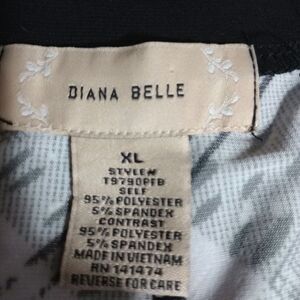 DIANA BELLE
XL
STYLE#
T9790PFB
SELF
95% POLYESTER
5% SPANDEX
CONTRAST
95% POLYESTER
5% SPANDEX
MADE IN VIETNAM
RN 141474
REVERSE FOR CARE